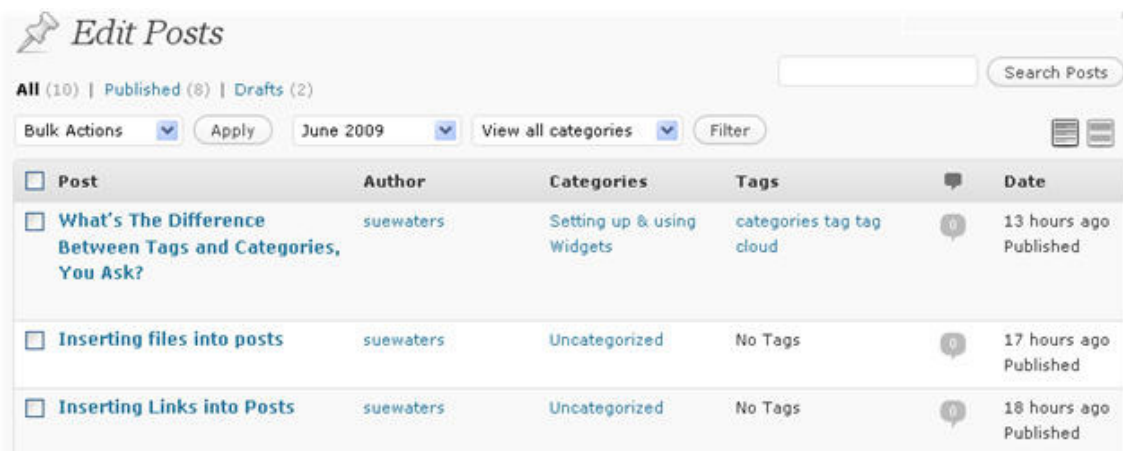 Edit Posts
Search Posts
All (10) | Published (8) | Drafts (2)
Bulk Actions Apply June 2009 View all categories Filter
Post Author Categories Tags Date
What's The Difference suewaters Setting up & using categories tag tag 0 13 hours ago
Between Tags and Categories, Widgets cloud Published
You Ask?
Inserting files into posts suewaters Uncategorized No Tags 0 17 hours ago
Published
Inserting Links into Posts suewaters Uncategorized No Tags 0 18 hours ago
Published